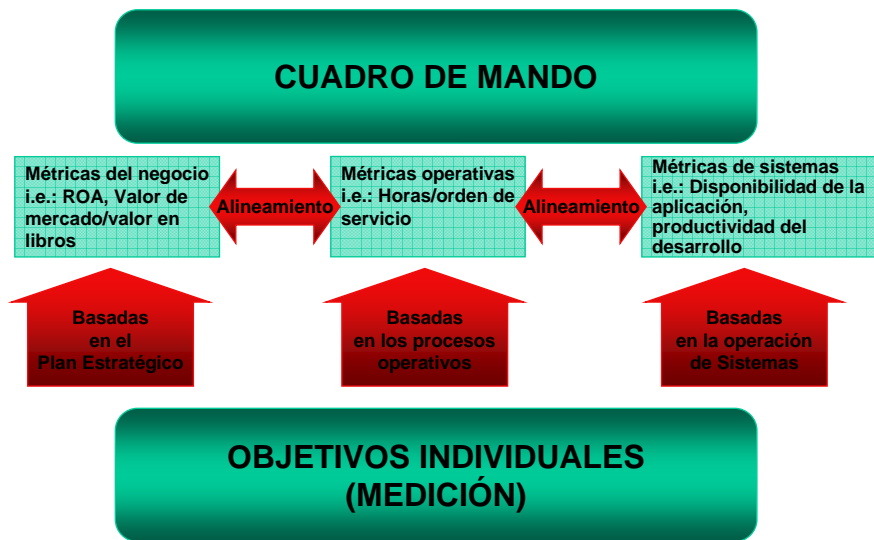 CUADRO DE MANDO
Métricas del negocio
i.e.: ROA, Valor de
mercado/valor en
libros
Alineamiento
Métricas operativas
i.e.: Horas/orden de
servicio
Alineamiento
Métricas de sistemas
i.e.: Disponibilidad de la
aplicación,
productividad del
desarrollo
Basadas
en el
Plan Estratégico
Basadas
en los procesos
operativos
Basadas
en la operación
de Sistemas
OBJETIVOS INDIVIDUALES
(MEDICIÓN)